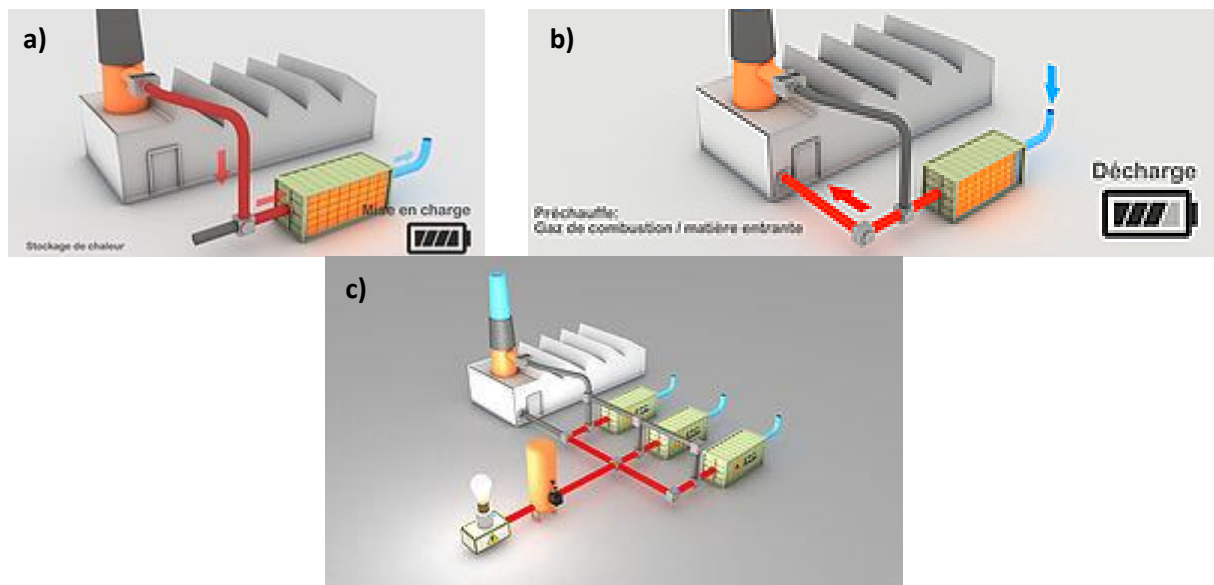 a)
Mise en charge
Stockage de chaleur
b)
Décharge
Préchauffe:
Gaz de combustion / matière entrante
c)